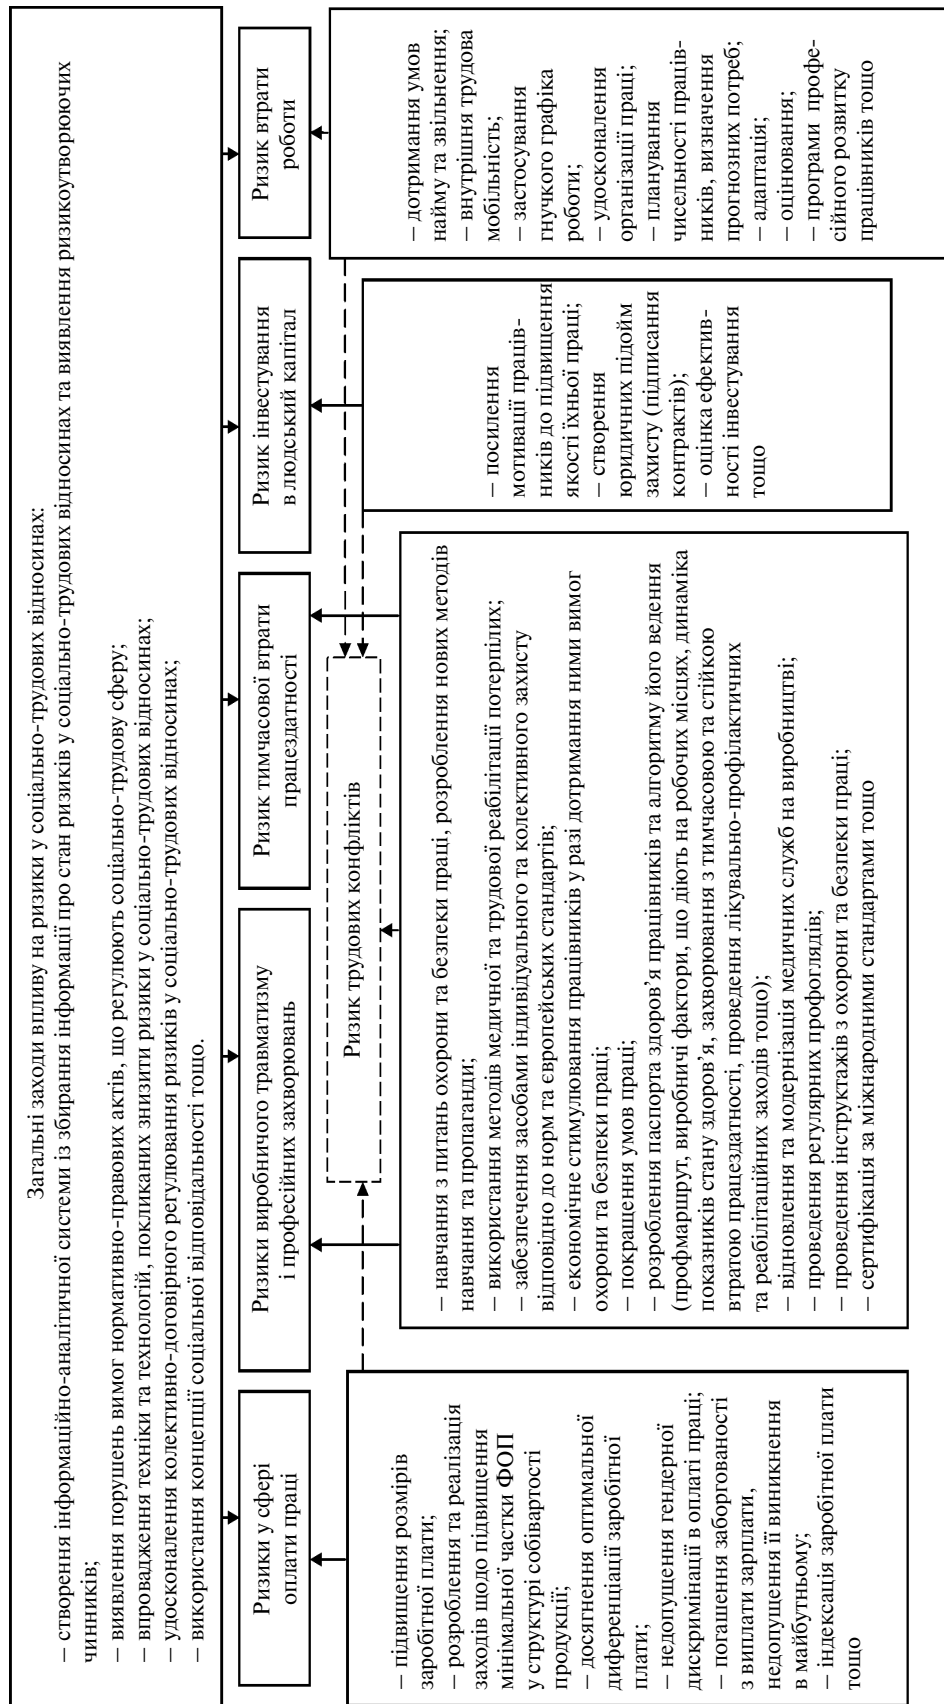 Загальні заходи впливу на ризики у соціально-трудових відносинах:
– створення інформаційно-аналітичної системи із збирання інформації про стан ризиків у соціально-трудових відносинах та виявлення ризикоутворюючих
чинників;
– виявлення порушень вимог нормативно-правових актів, що регулюють соціально-трудову сферу;
– впровадження техніки та технологій, покликаних знизити ризики у соціально-трудових відносинах;
– удосконалення колективно-договірного регулювання ризиків у соціально-трудових відносинах;
– використання концепції соціальної відповідальності тощо.
Ризики у сфері
оплати праці
Ризики виробничого травматизму
і професійних захворювань
Ризик тимчасової втрати
працездатності
Ризик інвестування
в людський капітал
Ризик втрати
роботи
Ризик трудових конфліктів
– підвищення розмірів
заробітної плати;
– розроблення та реалізація
заходів щодо підвищення
мінімальної частки ФОП
у структурі собівартості
продукції;
– досягнення оптимальної
диференціації заробітної
плати;
– недопущення гендерної
дискримінації в оплаті праці;
– погашення заборгованості
з виплати зарплати,
недопущення її виникнення
в майбутньому;
– індексація заробітної плати
тощо
– навчання з питань охорони та безпеки праці, розроблення нових методів
навчання та пропаганди;
– використання методів медичної та трудової реабілітації потерпілих;
– забезпечення засобами індивідуального та колективного захисту
відповідно до норм та європейських стандартів;
– економічне стимулювання працівників у разі дотримання ними вимог
охорони та безпеки праці;
– покращення умов праці;
– розроблення паспорта здоров’я працівників та алгоритму його ведення
(профмаршрут, виробничі фактори, що діють на робочих місцях, динаміка
показників стану здоров’я, захворювання з тимчасовою та стійкою
втратою працездатності, проведення лікувально-профілактичних
та реабілітаційних заходів тощо);
– відновлення та модернізація медичних служб на виробництві;
– проведення регулярних профоглядів;
– проведення інструктажів з охорони та безпеки праці;
– сертифікація за міжнародними стандартами тощо
– посилення
мотивації праців-
ників до підвищення
якості їхньої праці;
– створення
юридичних підойм
захисту (підписання
контрактів);
– оцінка ефектив-
ності інвестування
тощо
– дотримання умов
найму та звільнення;
– внутрішня трудова
мобільність;
– застосування
гнучкого графіка
роботи;
– удосконалення
організації праці;
– планування
чисельності праців-
ників, визначення
прогнозних потреб;
– адаптація;
– оцінювання;
– програми профе-
сійного розвитку
працівників тощо